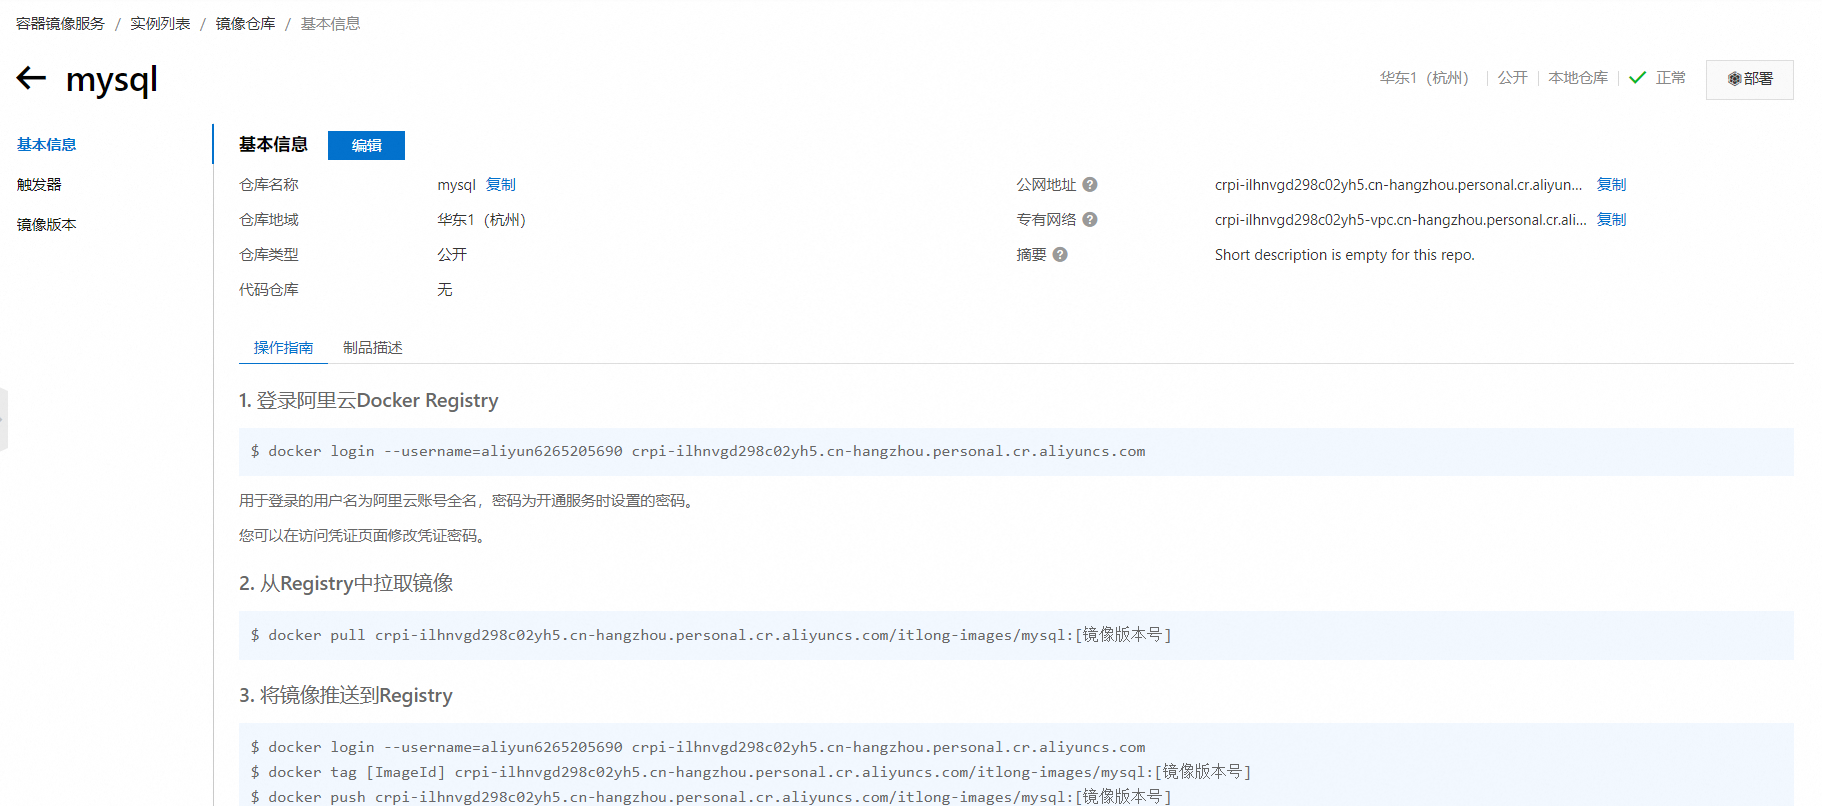 容器镜像服务 / 实例列表 / 镜像仓库 / 基本信息
mysql
华东1（杭州） 公开 本地仓库 正常 部署
基本信息
触发器
镜像版本
基本信息 编辑
仓库名称 mysql 复制 公网地址 crpi-ilhnvgd298c02yh5.cn-hangzhou.personal.cr.aliyun... 复制
仓库地域 华东1（杭州） 专有网络 crpi-ilhnvgd298c02yh5-vpc.cn-hangzhou.personal.cr.ali... 复制
仓库类型 公开 摘要 Short description is empty for this repo.
代码仓库 无
操作指南 制品描述
1. 登录阿里云Docker Registry
$ docker login --username=aliyun6265205690 crpi-ilhnvgd298c02yh5.cn-hangzhou.personal.cr.aliyuncs.com
用于登录的用户名为阿里云账号全名，密码为开通服务时设置的密码。
您可以在访问凭证页面修改凭证密码。
2. 从Registry中拉取镜像
$ docker pull crpi-ilhnvgd298c02yh5.cn-hangzhou.personal.cr.aliyuncs.com/itlong-images/mysql:[镜像版本号]
3. 将镜像推送到Registry
$ docker login --username=aliyun6265205690 crpi-ilhnvgd298c02yh5.cn-hangzhou.personal.cr.aliyuncs.com
$ docker tag [ImageId] crpi-ilhnvgd298c02yh5.cn-hangzhou.personal.cr.aliyuncs.com/itlong-images/mysql:[镜像版本号]
$ docker push crpi-ilhnvgd298c02yh5.cn-hangzhou.personal.cr.aliyuncs.com/itlong-images/mysql:[镜像版本号]